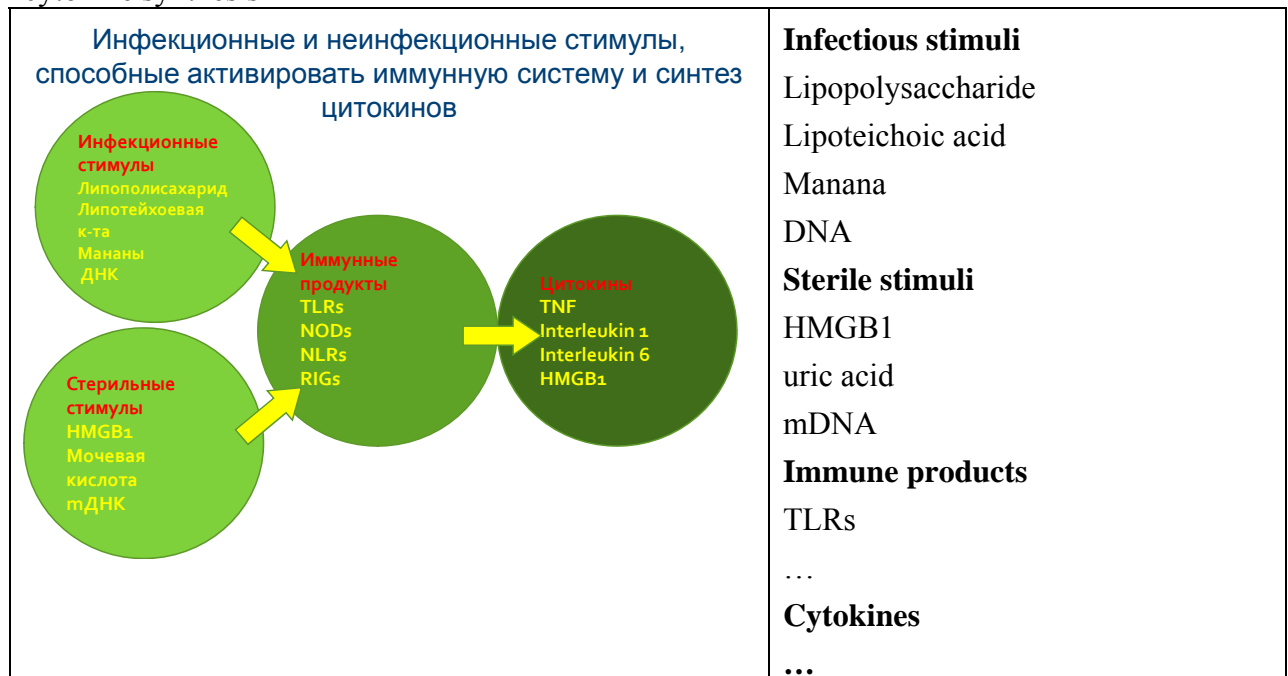 Инфекционные и неинфекционные стимулы,
способные активировать иммунную систему и синтез
цитокинов
Инфекционные
стимулы
Липополисахарид
Липотейхоевая
к-та
Мананы
ДНК
Стерильные
стимулы
HMGB1
Мочевая
кислота
mДНК
Иммунные
продукты
TLRs
NODs
NLRs
RIGs
Цитокины
TNF
Interleukin 1
Interleukin 6
HMGB1
Infectious stimuli
Lipopolysaccharide
Lipoteichoic acid
Manana
DNA
Sterile stimuli
HMGB1
uric acid
mDNA
Immune products
TLRs
…
Cytokines
…